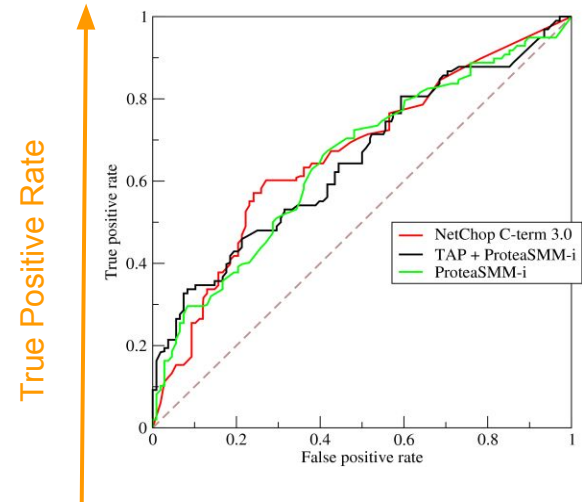 True Positive Rate
True positive rate
1
0.8
0.6
0.4
0.2
0
0
0.2
0.4
0.6
0.8
1
False positive rate
NetChop C-term 3.0
TAP + ProteaSMM-i
ProteaSMM-i